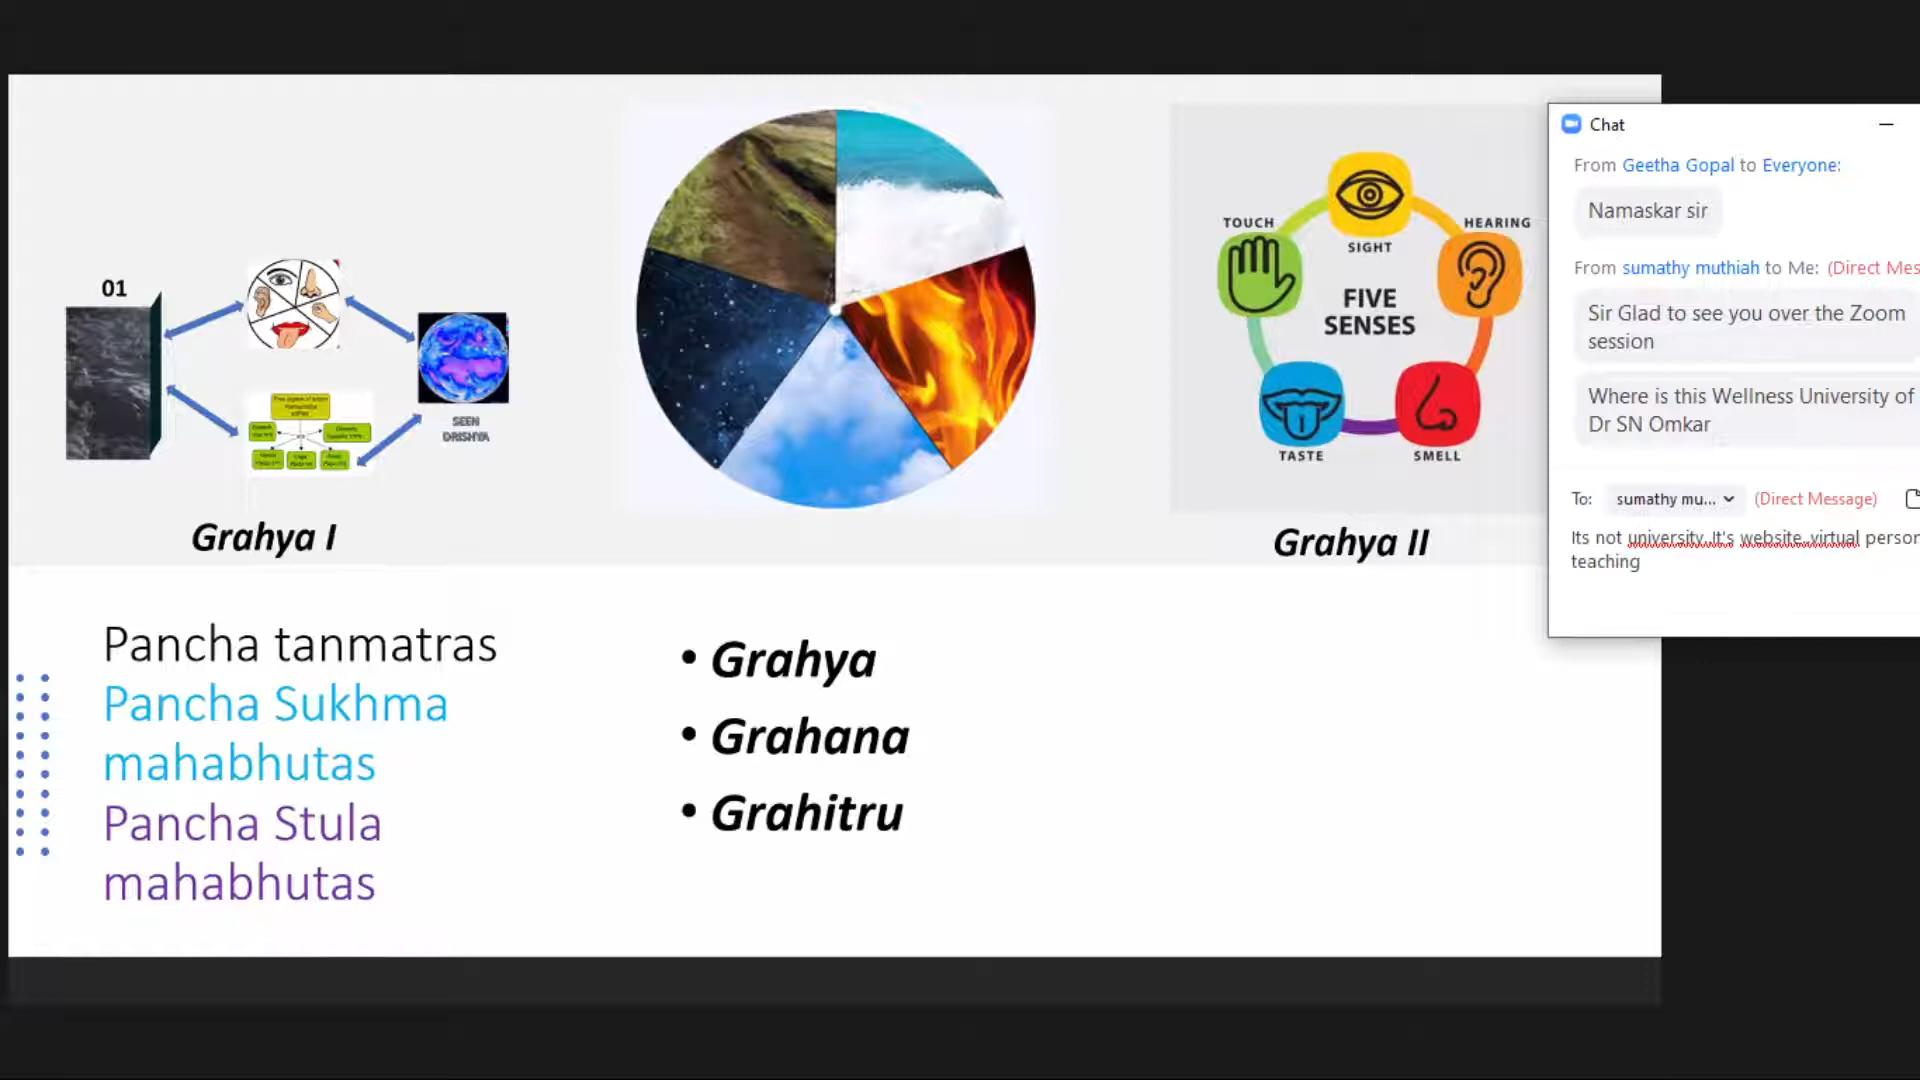 01
SEEN
DRISHYA
Grahya I
TOUCH
SIGHT
HEARING
FIVE
SENSES
TASTE
SMELL
Grahya II
Pancha tanmatras
Pancha Sukhma
mahabhutas
Pancha Stula
mahabhutas
• Grahya
• Grahana
• Grahitru
Chat
From Geetha Gopal to Everyone:
Namaskar sir
From sumathy muthiah to Me: (Direct Mes
Sir Glad to see you over the Zoom
session
Where is this Wellness University of
Dr SN Omkar
To: sumathy mu... (Direct Message)
Its not university..It's website..virtual person
teaching